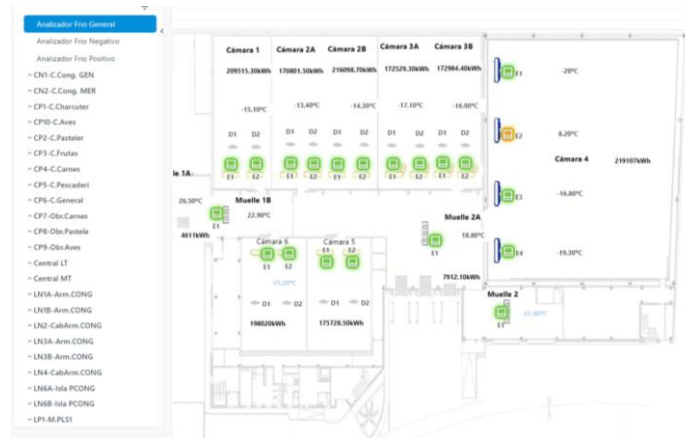 Analizador Frio General
Analizador Frio Negativo
Analizador Frio Positivo
CN1-C.Cong. GEN
CN2-C.Cong. MER
CP1-C.Charcuter
CP10-C.Aves
CP2-C.Pasteler
CP3-C.Frutas
CP4-C.Carnes
CP5-C.Pescaderi
CP6-C.General
CP7-Obr.Carnes
CP8-Obr.Pastele
CP9-Obr.Aves
Central LT
Central MT
LN1A-Arm.CONG
LN1B-Arm.CONG
LN2-CabArm.CONG
LN3A-Arm.CONG
LN3B-Arm.CONG
LN4-CabArm.CONG
LN6A-Isla PCONG
LN6B-Isla PCONG
LP1-M.PLS1
Cámara 1 Cámara 2A Cámara 2B Cámara 3A Cámara 3B
209515.30kWh 170801.50kWh 216098.70kWh 172529.30kWh 172984.40kWh
-15.10ºC -13.40ºC -14.30ºC -17.10ºC -16.90ºC
D1 D2 D1 D2 D1 D2 D1 D2 D1 D2
E1 E2 E1 E2 E1 E2 E1 E2 E1 E2
E1 -20ºC
E2 8.20ºC
Cámara 4 219107kWh
E3 -16.80ºC
E4 -19.30ºC
le 1A
26.50ºC
Muelle 1B
22.90ºC
E1
4611kWh
Muelle 2A
18.80ºC
E1
7912.10kWh
Cámara 6 Cámara 5
E1 E2
E1 E2
-15.20ºC
D1 D2 D1 D2
198020kWh 175728.50kWh
Muelle 2
E1